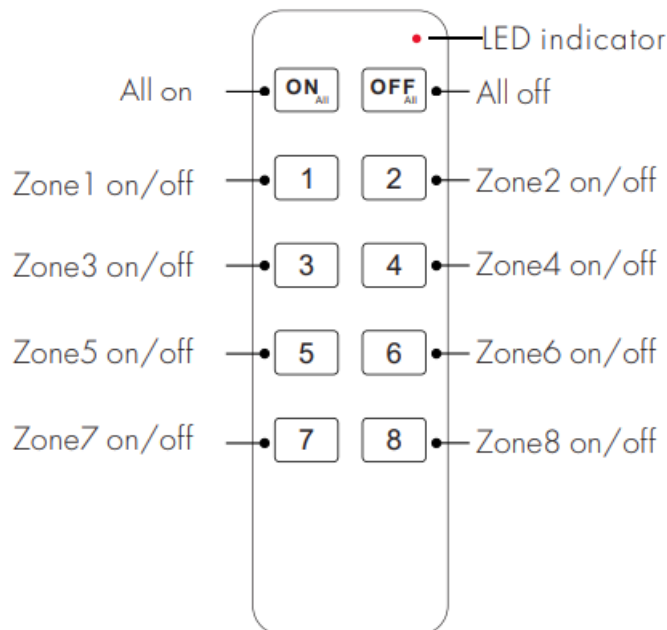 LED indicator
All on
ON All
OFF All
All off
Zone1 on/off
1
2
Zone2 on/off
Zone3 on/off
3
4
Zone4 on/off
Zone5 on/off
5
6
Zone6 on/off
Zone7 on/off
7
8
Zone8 on/off